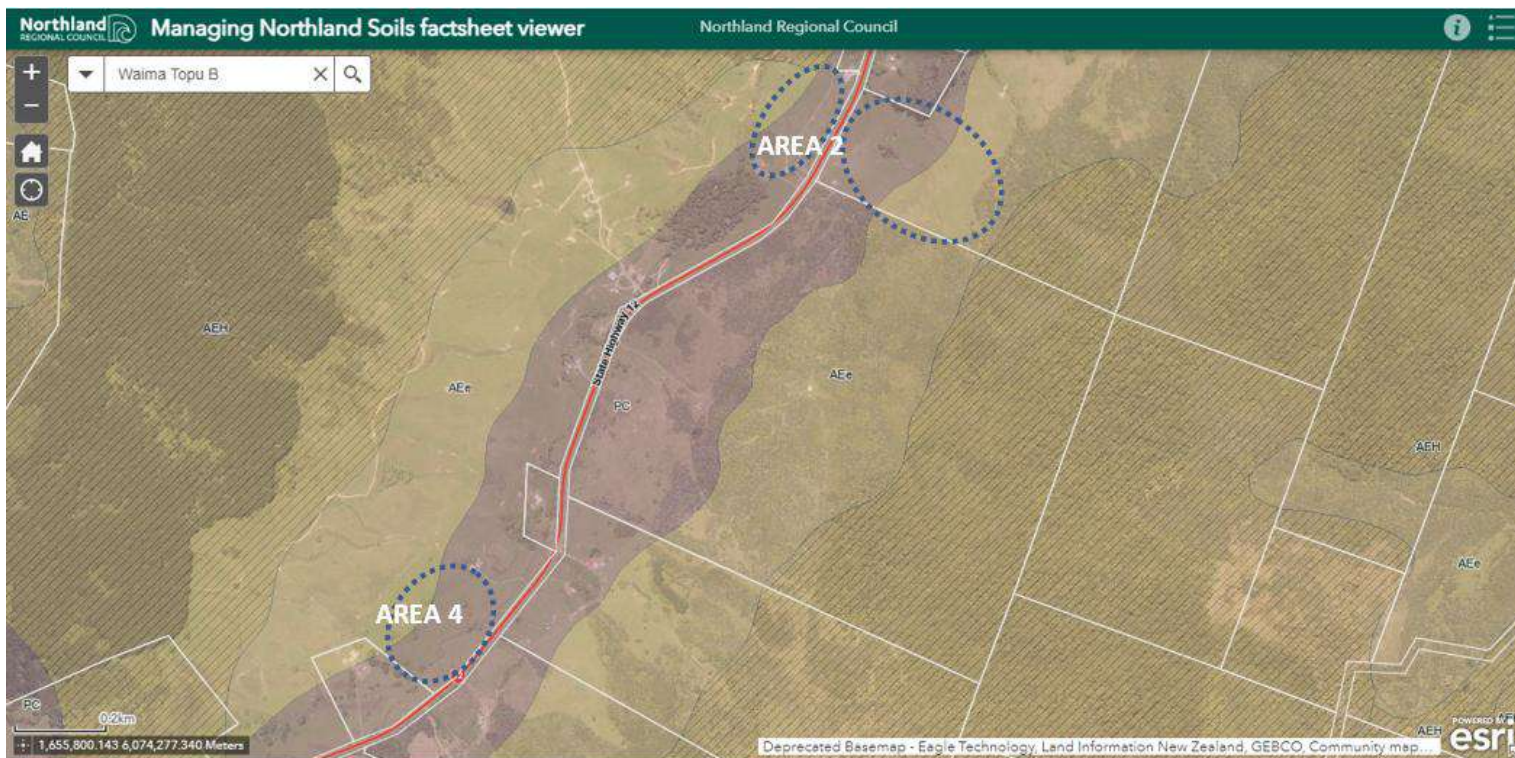 Northland
REGIONAL COUNCIL
Managing Northland Soils factsheet viewer
Northland Regional Council
i
+
Waima Topu B
−
AREA 2
AE
AEH
State Highway 12
AEe
AEe
PC
AEH
AEe
AREA 4
PC
0.2km
1,655,800.143 6,074,277.340 Meters
AEH
POWERED BY
esri
Deprecated Basemap - Eagle Technology, Land Information New Zealand, GEBCO, Community map...